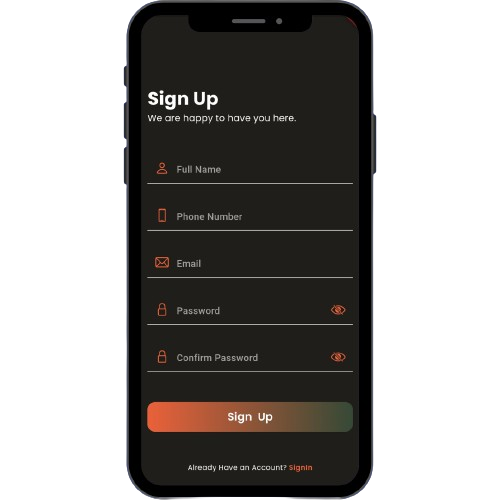 Sign Up
We are happy to have you here.
Full Name
Phone Number
Email
Password
Confirm Password
Sign Up
Already Have an Account? SignIn